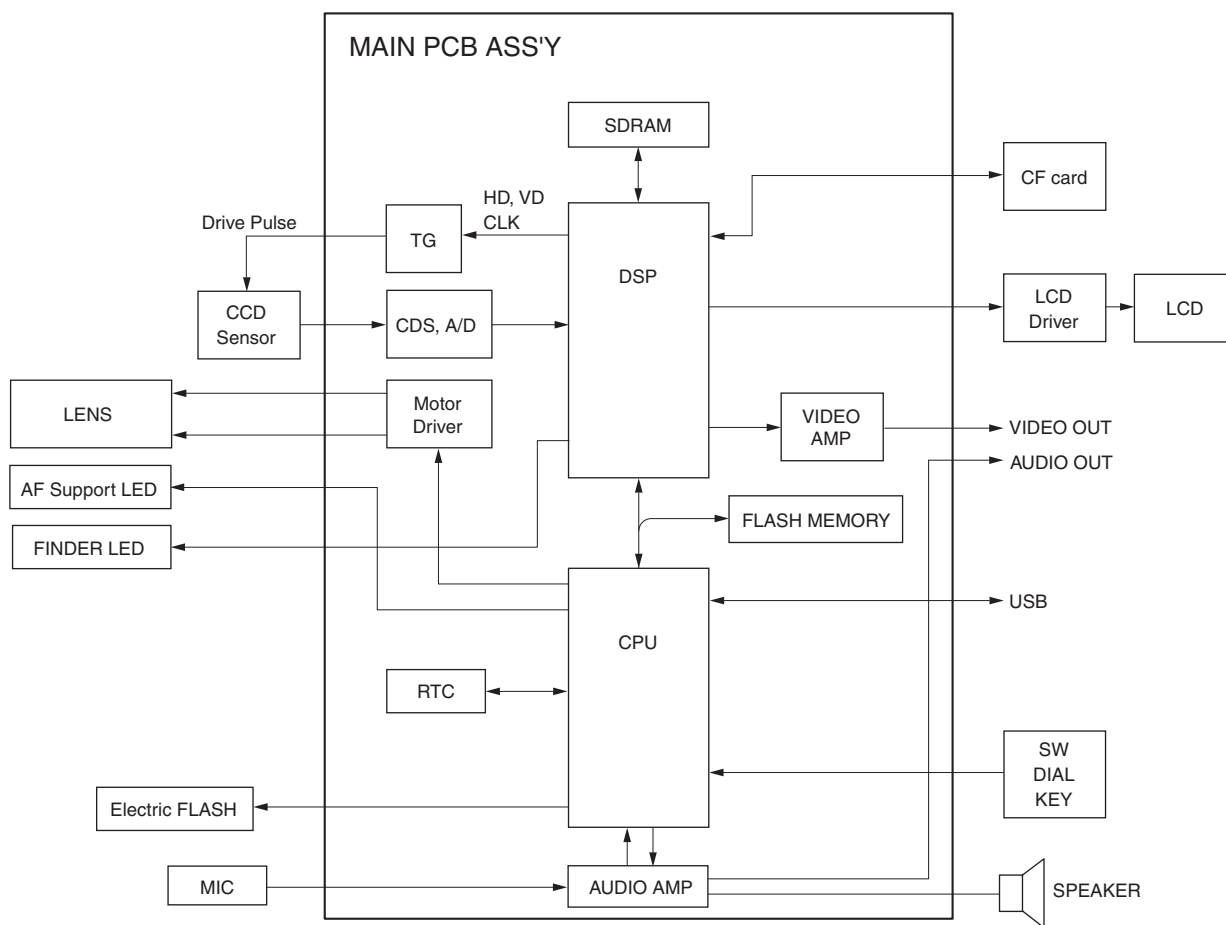 MAIN PCB ASS'Y
SDRAM
CF card
HD, VD
CLK
Drive Pulse
TG
DSP
CCD
Sensor
CDS, A/D
LCD
Driver
LCD
LENS
Motor
Driver
VIDEO
AMP
VIDEO OUT
AUDIO OUT
AF Support LED
FLASH MEMORY
FINDER LED
USB
CPU
RTC
SW
DIAL
KEY
Electric FLASH
MIC
AUDIO AMP
SPEAKER